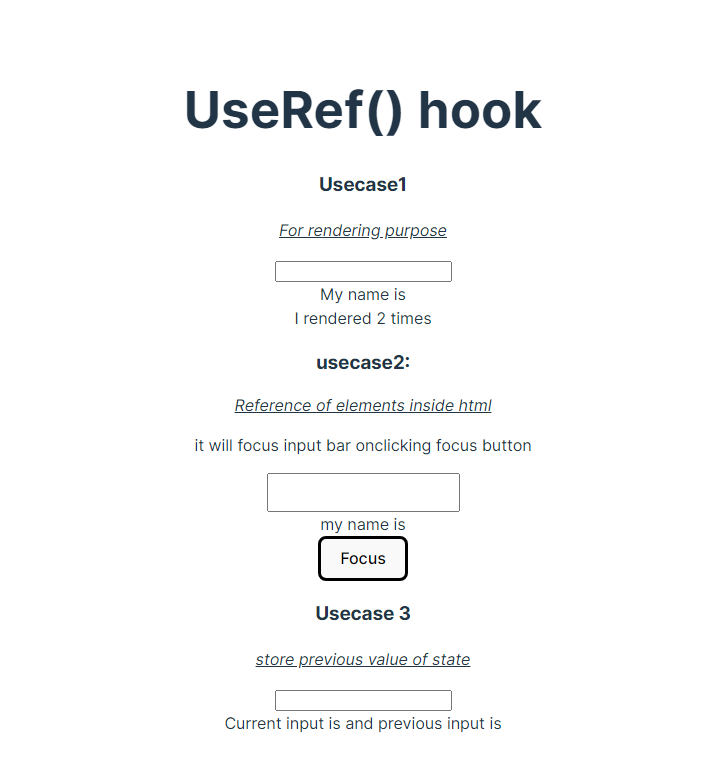 UseRef() hook
Usecase1
For rendering purpose
My name is
I rendered 2 times
usecase2:
Reference of elements inside html
it will focus input bar onclicking focus button
my name is
Focus
Usecase 3
store previous value of state
Current input is and previous input is